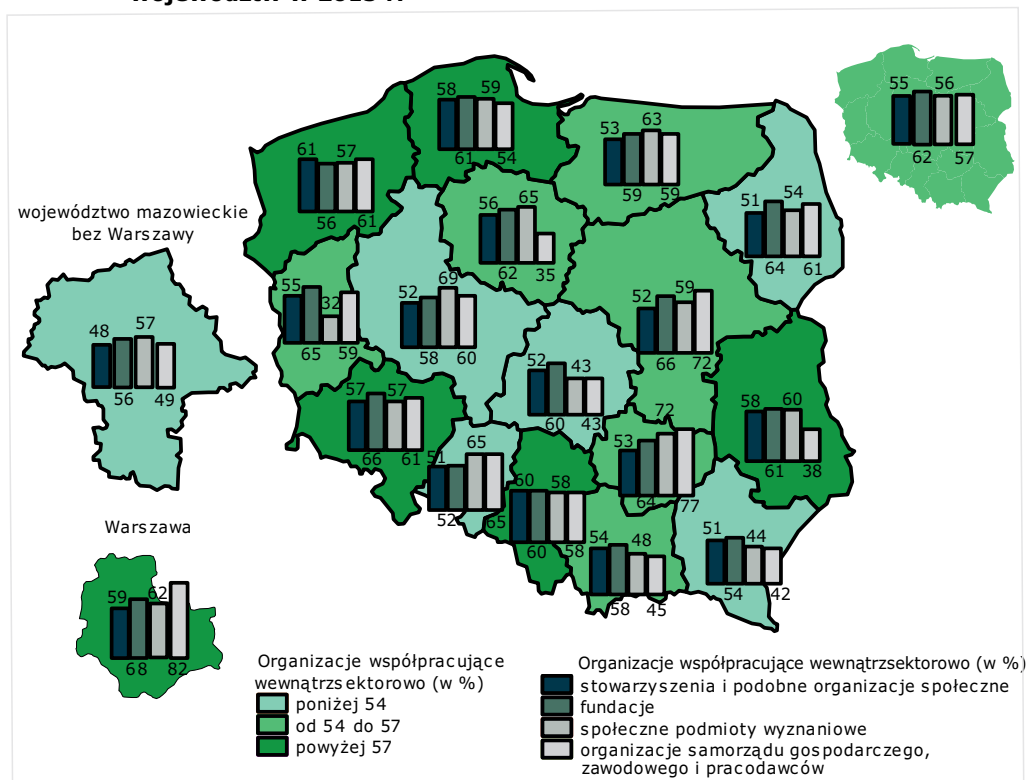 województw w
58 59
61 54
53 63
59 59
55 56
62 57
61 57
56 61
51 54
64 61
56 65
62 35
województwo mazowieckie
bez Warszawy
48 57
56 49
55 32
65 59
52 69
58 60
52 59
66 72
52 43
60 43
57 57
66 61
58 60
61 38
53 72
64 77
51 65
52 65
60 58
60 58
54 48
58 45
51 44
54 42
Warszawa
59 62
68 82
Organizacje współpracujące
wewnątrzsektorowo (w %)
poniżej 54
od 54 do 57
powyżej 57
Organizacje współpracujące wewnątrzsektorowo (w %)
stowarzyszenia i podobne organizacje społeczne
fundacje
społeczne podmioty wyznaniowe
organizacje samorządu gospodarczego,
zawodowego i pracodawców